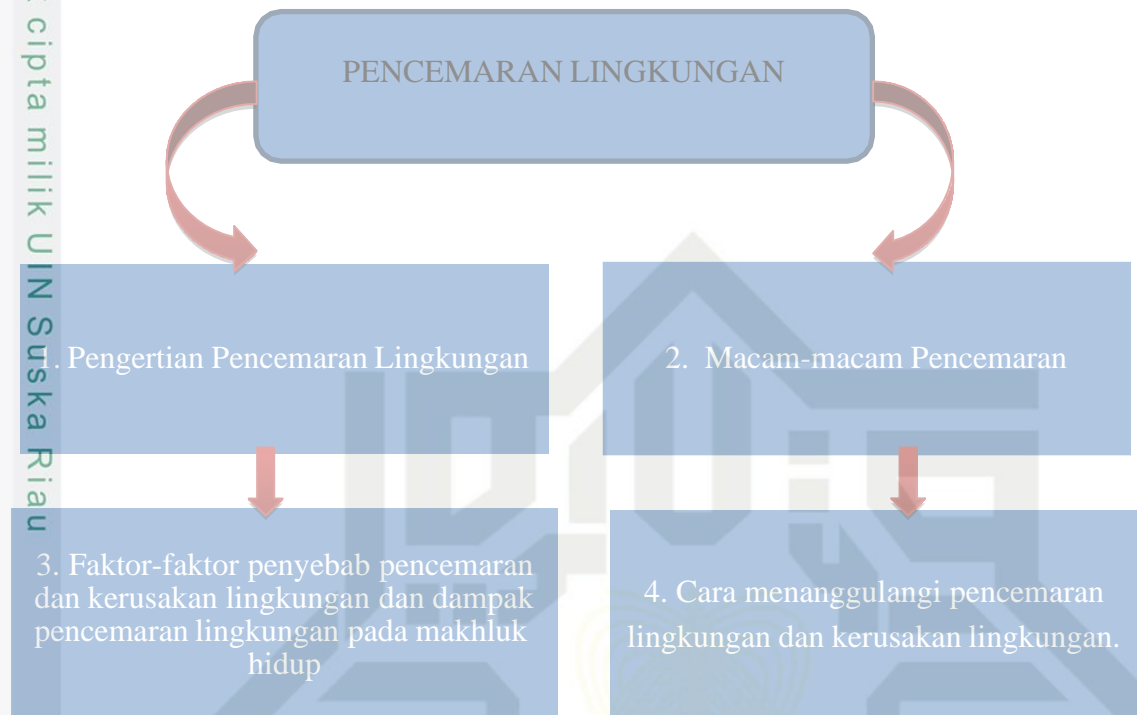 cipta milik UIN Suska Riau
PENCEMARAN LINGKUNGAN
1. Pengertian Pencemaran Lingkungan
2. Macam-macam Pencemaran
3. Faktor-faktor penyebab pencemaran
dan kerusakan lingkungan dan dampak
pencemaran lingkungan pada makhluk
hidup
4. Cara menanggulangi pencemaran
lingkungan dan kerusakan lingkungan.